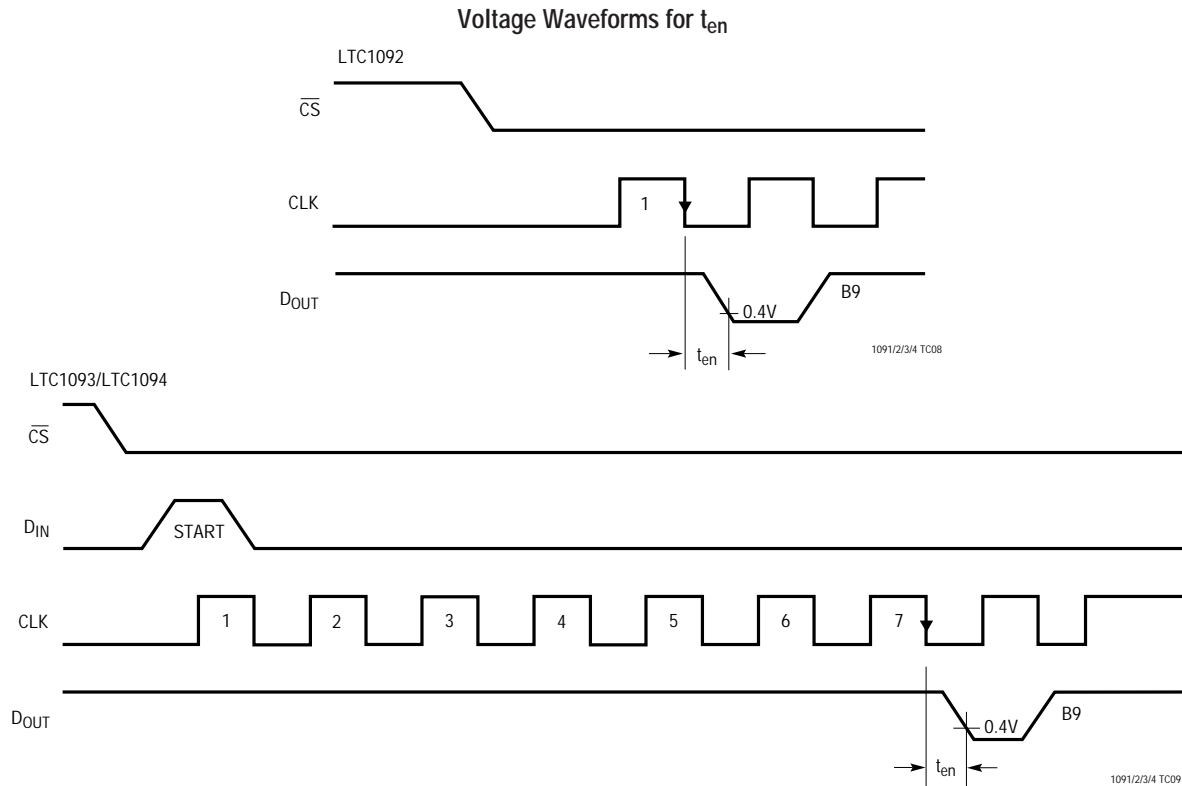 Voltage Waveforms for ten
LTC1092
CS
CLK
1
DOUT
B9
0.4V
ten
1091/2/3/4 TC08
LTC1093/LTC1094
CS
DIN
START
CLK
1 2 3 4 5 6 7
DOUT
B9
0.4V
ten
1091/2/3/4 TC09